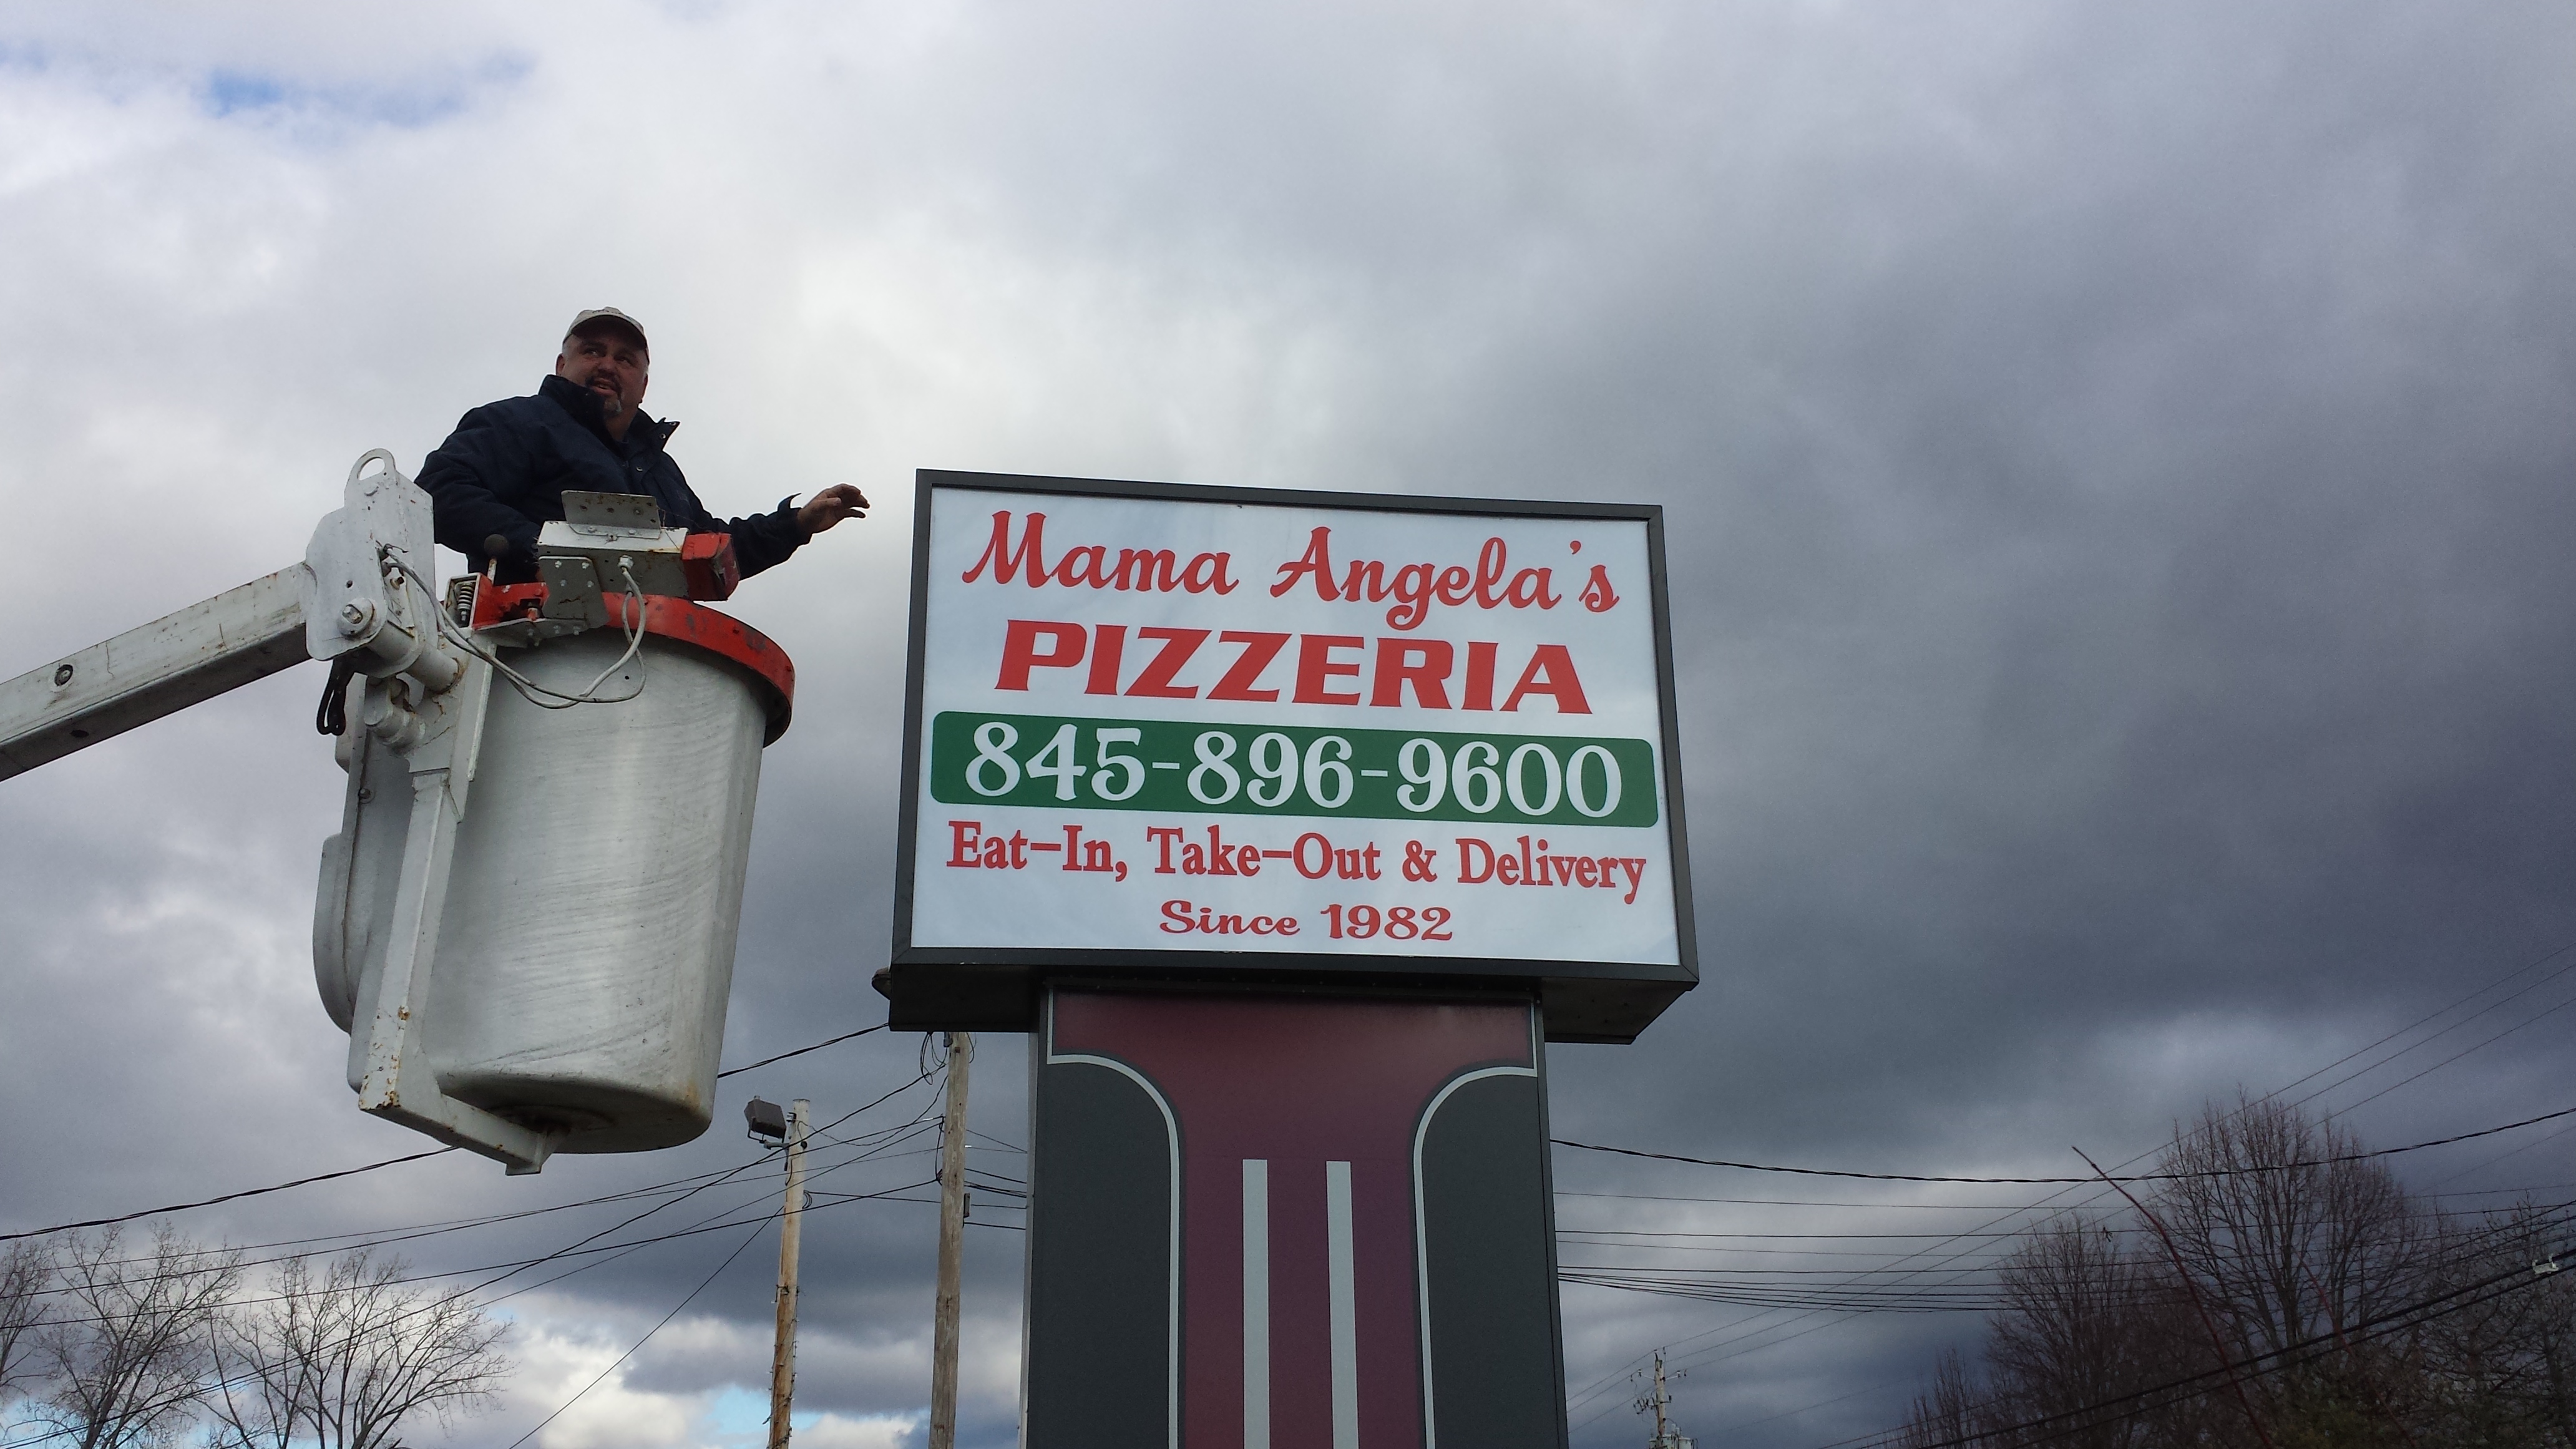 Mama Angela's
PIZZERIA
845-896-9600
Eat-In, Take-Out & Delivery
Since 1982